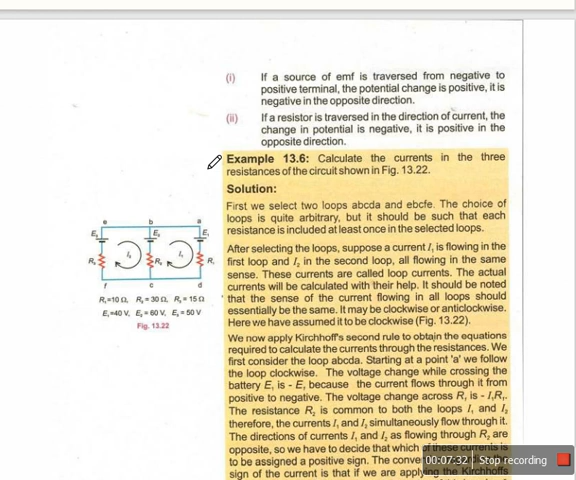 (i) If a source of emf is traversed from negative to
positive terminal, the potential change is positive, it is
negative in the opposite direction.
(ii) If a resistor is traversed in the direction of current, the
change in potential is negative, it is positive in the
opposite direction.
Example 13.6: Calculate the currents in the three
resistances of the circuit shown in Fig. 13.22.
Solution:
First we select two loops abcda and ebcfe. The choice of
loops is quite arbitrary, but it should be such that each
resistance is included at least once in the selected loops.
After selecting the loops, suppose a current I₁ is flowing in the
first loop and I₂ in the second loop, all flowing in the same
sense. These currents are called loop currents. The actual
currents will be calculated with their help. It should be noted
that the sense of the current flowing in all loops should
essentially be the same. It may be clockwise or anticlockwise.
Here we have assumed it to be clockwise (Fig. 13.22).
We now apply Kirchhoff's second rule to obtain the equations
required to calculate the currents through the resistances. We
first consider the loop abcda. Starting at a point 'a' we follow
the loop clockwise. The voltage change while crossing the
battery E₁ is - E₁ because the current flows through it from
positive to negative. The voltage change across R₁ is - I₁R₁.
The resistance R₂ is common to both the loops I₁ and I₂
therefore, the currents I₁ and I₂ simultaneously flow through it.
The directions of currents I₁ and I₂ as flowing through R₂ are
opposite, so we have to decide that which of these currents is
to be assigned a positive sign. The
sign of the current is that if we are applying the Kirchhoffs
e b a
E₃ E₂ E₁
I₂ I₁
R₃ R₂ R₁
f c d
R₁=10 Ω, R₂= 30 Ω, R₃ = 15 Ω
E₁=40 V, E₂= 60 V, E₃ = 50 V
Fig. 13.22
00:07:32 Stop recording